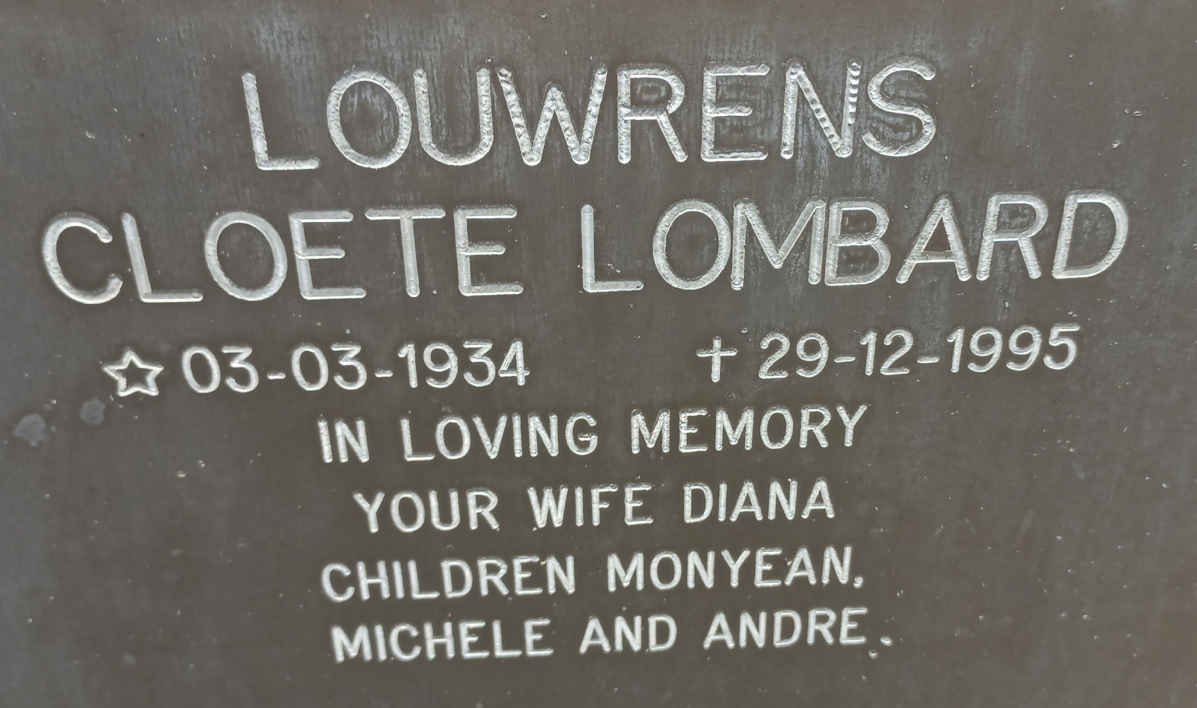 LOUWRENS
CLOETE LOMBARD
☆ 03-03-1934 † 29-12-1995
IN LOVING MEMORY
YOUR WIFE DIANA
CHILDREN MONYEAN,
MICHELE AND ANDRE.